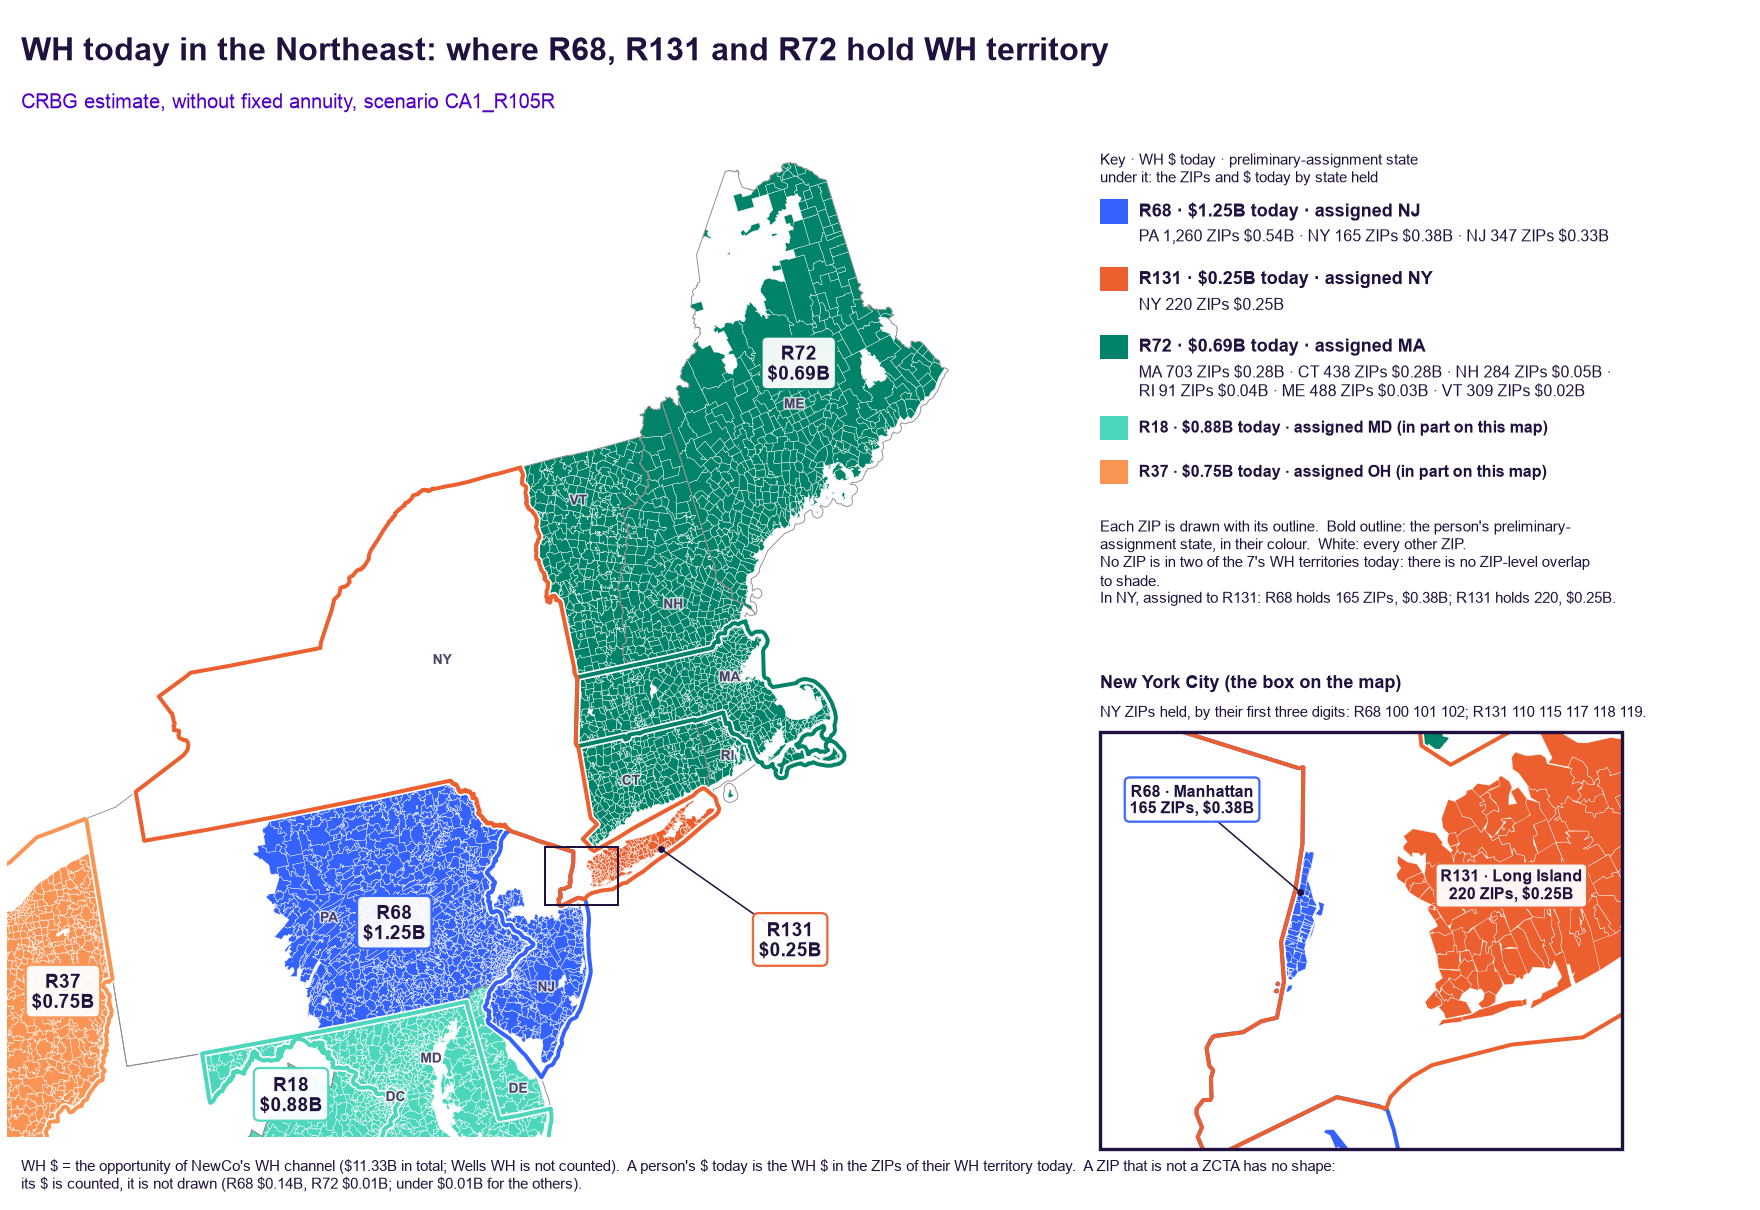 WH today in the Northeast: where R68, R131 and R72 hold WH territory
CRBG estimate, without fixed annuity, scenario CA1_R105R
Key · WH $ today · preliminary-assignment state
under it: the ZIPs and $ today by state held
R68 · $1.25B today · assigned NJ
PA 1,260 ZIPs $0.54B · NY 165 ZIPs $0.38B · NJ 347 ZIPs $0.33B
R131 · $0.25B today · assigned NY
NY 220 ZIPs $0.25B
R72 · $0.69B today · assigned MA
MA 703 ZIPs $0.28B · CT 438 ZIPs $0.28B · NH 284 ZIPs $0.05B ·
RI 91 ZIPs $0.04B · ME 488 ZIPs $0.03B · VT 309 ZIPs $0.02B
R18 · $0.88B today · assigned MD (in part on this map)
R37 · $0.75B today · assigned OH (in part on this map)
Each ZIP is drawn with its outline.  Bold outline: the person's preliminary-
assignment state, in their colour.  White: every other ZIP.
No ZIP is in two of the 7's WH territories today: there is no ZIP-level overlap
to shade.
In NY, assigned to R131: R68 holds 165 ZIPs, $0.38B; R131 holds 220, $0.25B.
R72
$0.69B
ME
VT
NH
NY
MA
RI
CT
PA
R68
$1.25B
R131
$0.25B
R37
$0.75B
NJ
MD
R18
$0.88B
DC
DE
New York City (the box on the map)
NY ZIPs held, by their first three digits: R68 100 101 102; R131 110 115 117 118 119.
R68 · Manhattan
165 ZIPs, $0.38B
R131 · Long Island
220 ZIPs, $0.25B
WH $ = the opportunity of NewCo's WH channel ($11.33B in total; Wells WH is not counted).  A person's $ today is the WH $ in the ZIPs of their WH territory today.  A ZIP that is not a ZCTA has no shape:
its $ is counted, it is not drawn (R68 $0.14B, R72 $0.01B; under $0.01B for the others).